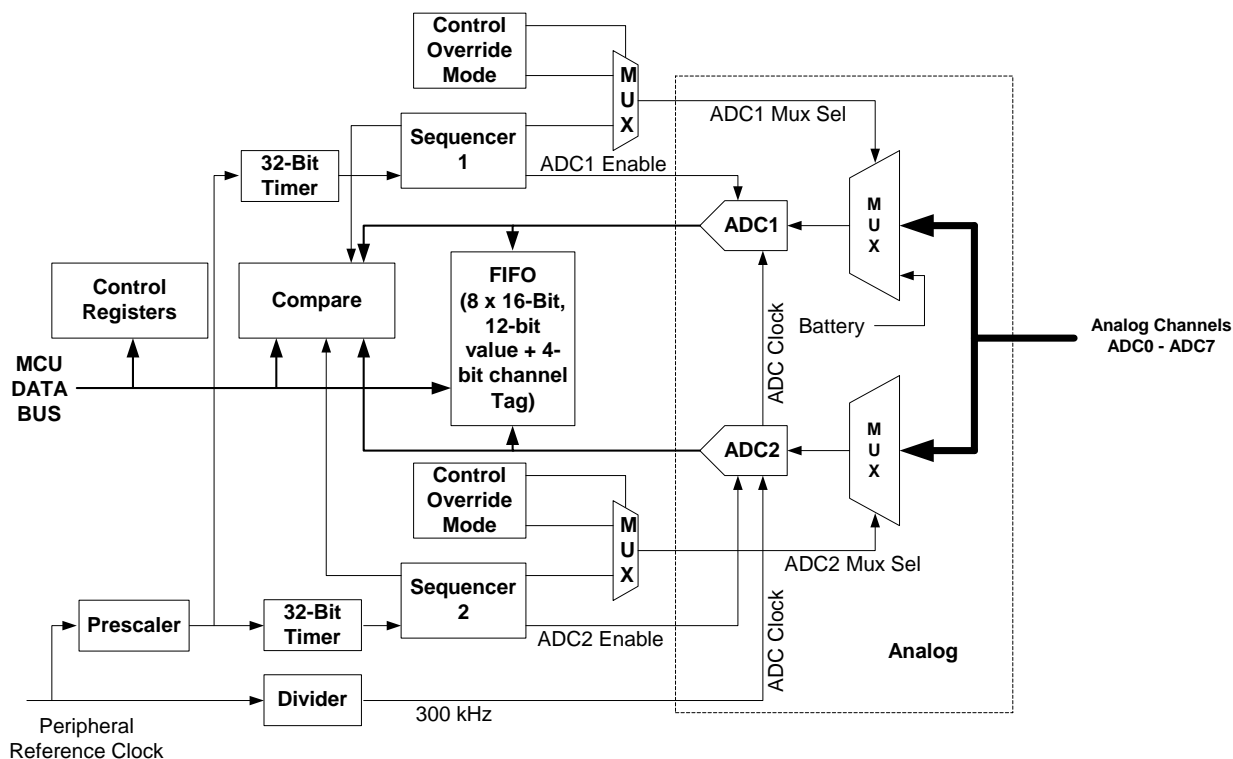 Control
Override
Mode
M
U
X
ADC1 Mux Sel
Sequencer
1
32-Bit
Timer
ADC1 Enable
ADC1
M
U
X
FIFO
(8 x 16-Bit,
12-bit
value + 4-
bit channel
Tag)
Control
Registers
Compare
ADC Clock
Battery
Analog Channels
ADC0 - ADC7
MCU
DATA
BUS
ADC2
M
U
X
Control
Override
Mode
M
U
X
ADC2 Mux Sel
Sequencer
2
Prescaler
32-Bit
Timer
ADC2 Enable
ADC Clock
Analog
Divider
300 kHz
Peripheral
Reference Clock